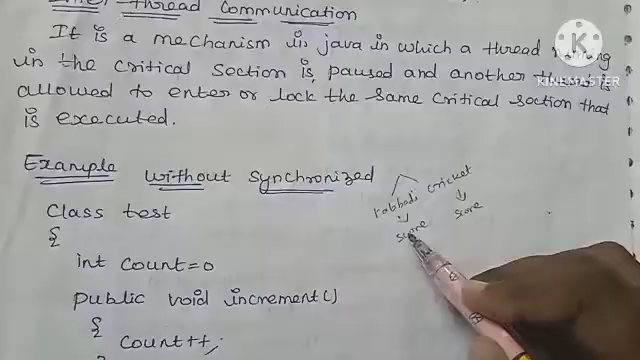 Inter thread Communication
It is a mechanism in java in which a thread
in the critical section is paused and another is
allowed to enter or lock the same critical section that
is executed.
Example without synchronized
kabbadi cricket
score score
Class test
{
int count=0
public void increment()
{
Count++;
{
KINEMASTER